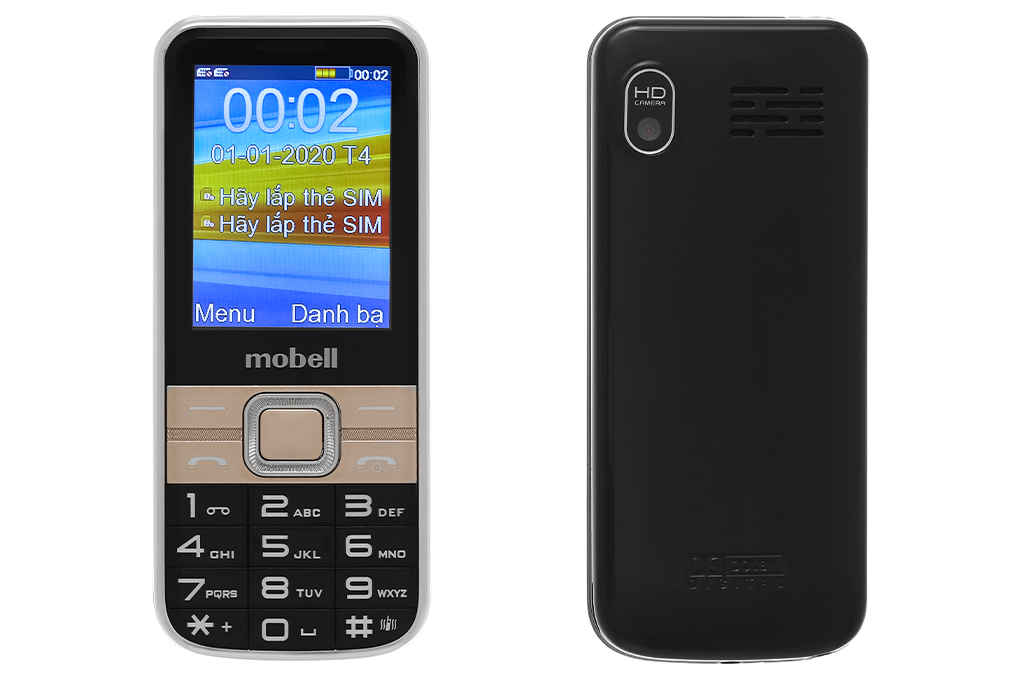 00:02
00:02
01-01-2020 T4
Hãy lắp thẻ SIM
Hãy lắp thẻ SIM
Menu Danh bạ
mobell
1 2 ABC 3 DEF
4 GHI 5 JKL 6 MNO
7 PQRS 8 TUV 9 WXYZ
* + 0 #
HD
CAMERA
DIGITAL